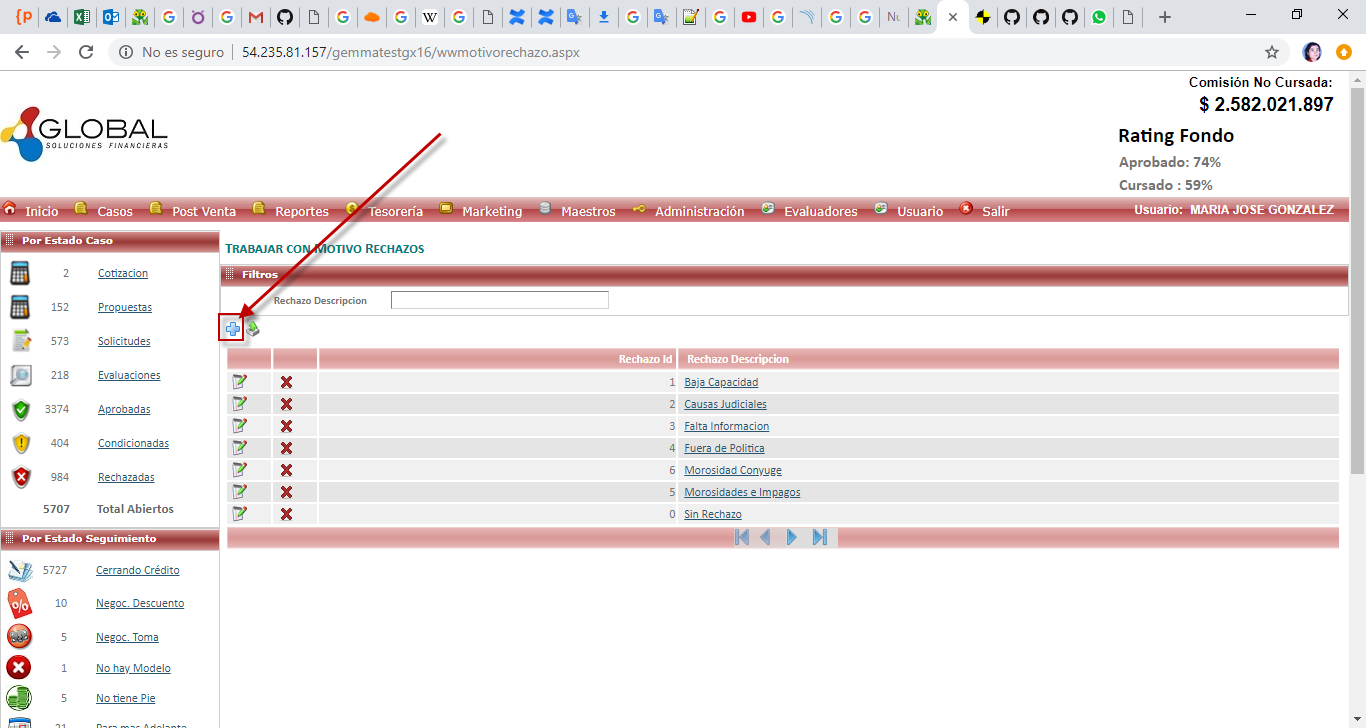 No es seguro | 54.235.81.157/gemmatestgx16/wwmotivorechazo.aspx
Comisión No Cursada:
$ 2.582.021.897
GLOBAL
SOLUCIONES FINANCIERAS
Rating Fondo
Aprobado: 74%
Cursado : 59%
Inicio Casos Post Venta Reportes Tesorería Marketing Maestros Administración Evaluadores Usuario Salir Usuario: MARIA JOSE GONZALEZ
Por Estado Caso
2 Cotizacion
152 Propuestas
573 Solicitudes
218 Evaluaciones
3374 Aprobadas
404 Condicionadas
984 Rechazadas
5707 Total Abiertos
Por Estado Seguimiento
5727 Cerrando Crédito
10 Negoc. Descuento
5 Negoc. Toma
1 No hay Modelo
5 No tiene Pie
21 Para mas Adelante
TRABAJAR CON MOTIVO RECHAZOS
Filtros
Rechazo Descripcion
Rechazo Id Rechazo Descripcion
1 Baja Capacidad
2 Causas Judiciales
3 Falta Informacion
4 Fuera de Politica
6 Morosidad Conyuge
5 Morosidades e Impagos
0 Sin Rechazo